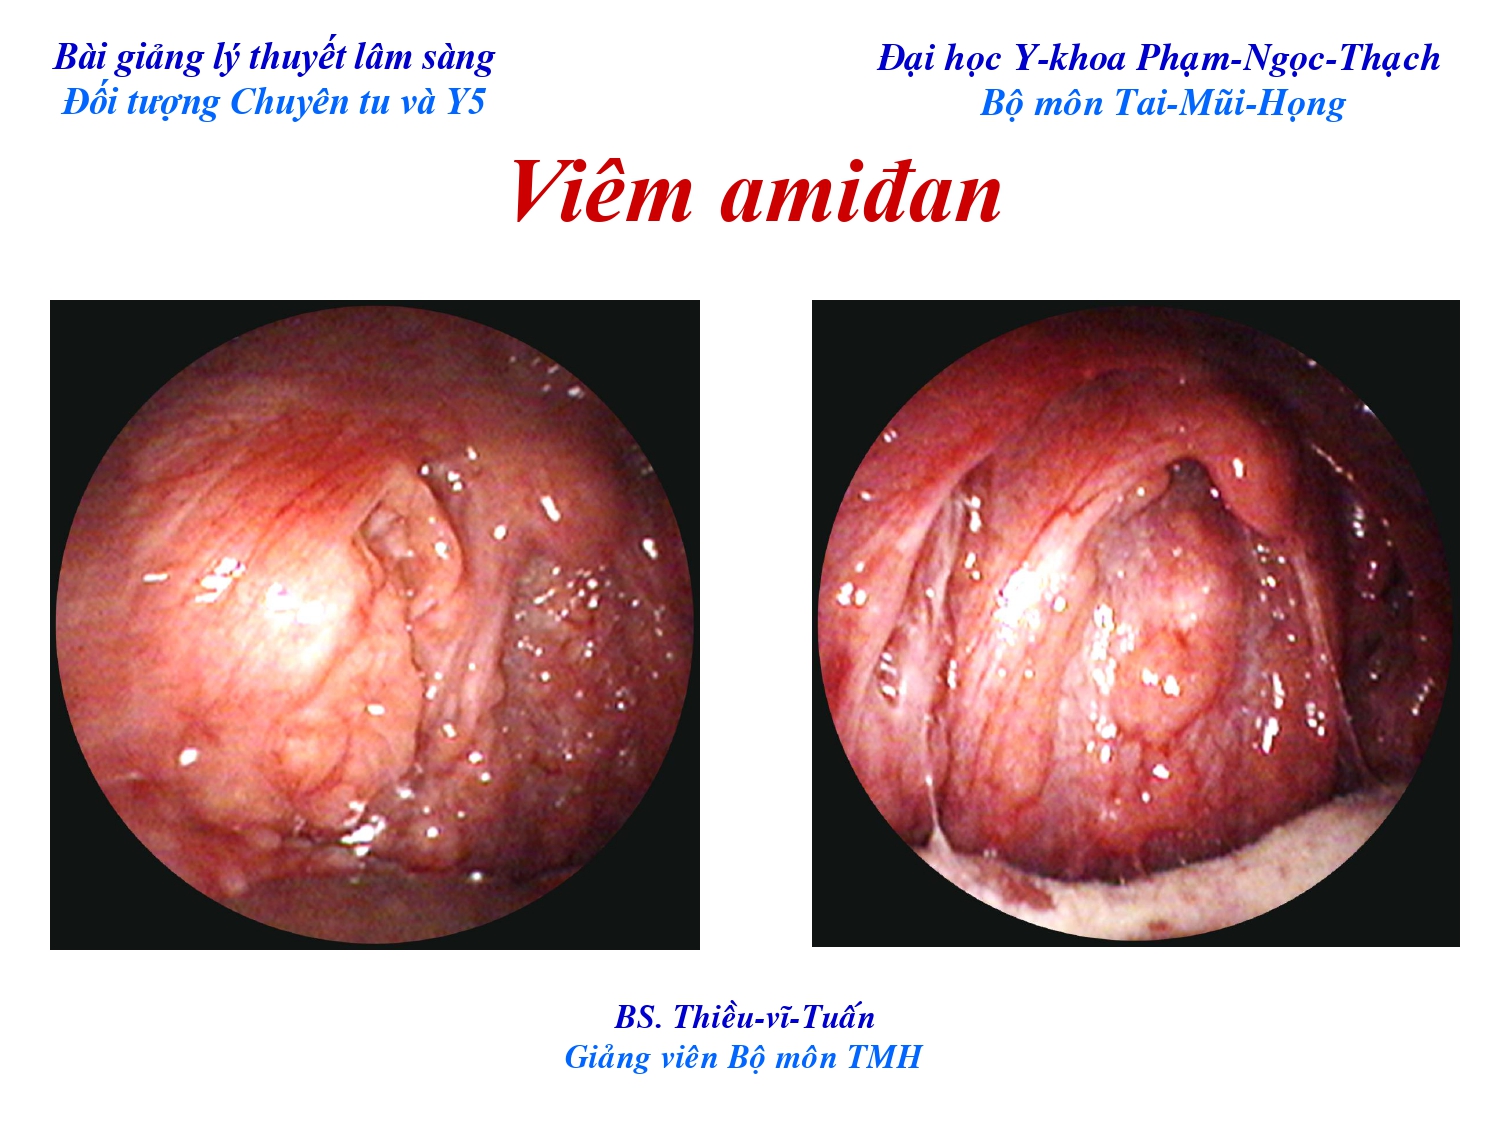 Bài giảng lý thuyết lâm sàng
Đối tượng Chuyên tu và Y5
Đại học Y-khoa Phạm-Ngọc-Thạch
Bộ môn Tai-Mũi-Họng
Viêm amiđan
BS. Thiều-vĩ-Tuấn
Giảng viên Bộ môn TMH